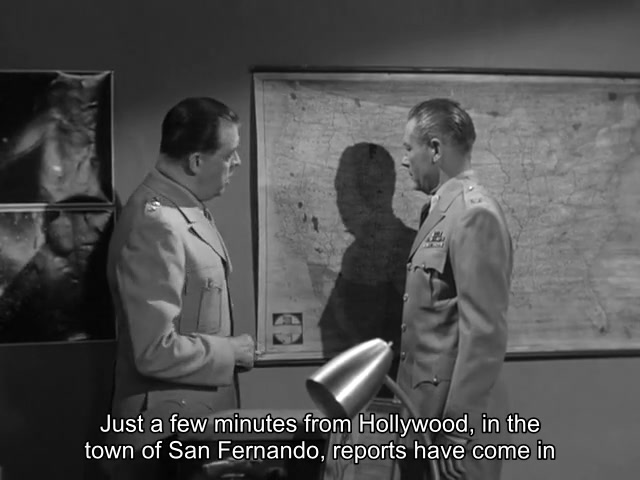 Just a few minutes from Hollywood, in the
town of San Fernando, reports have come in